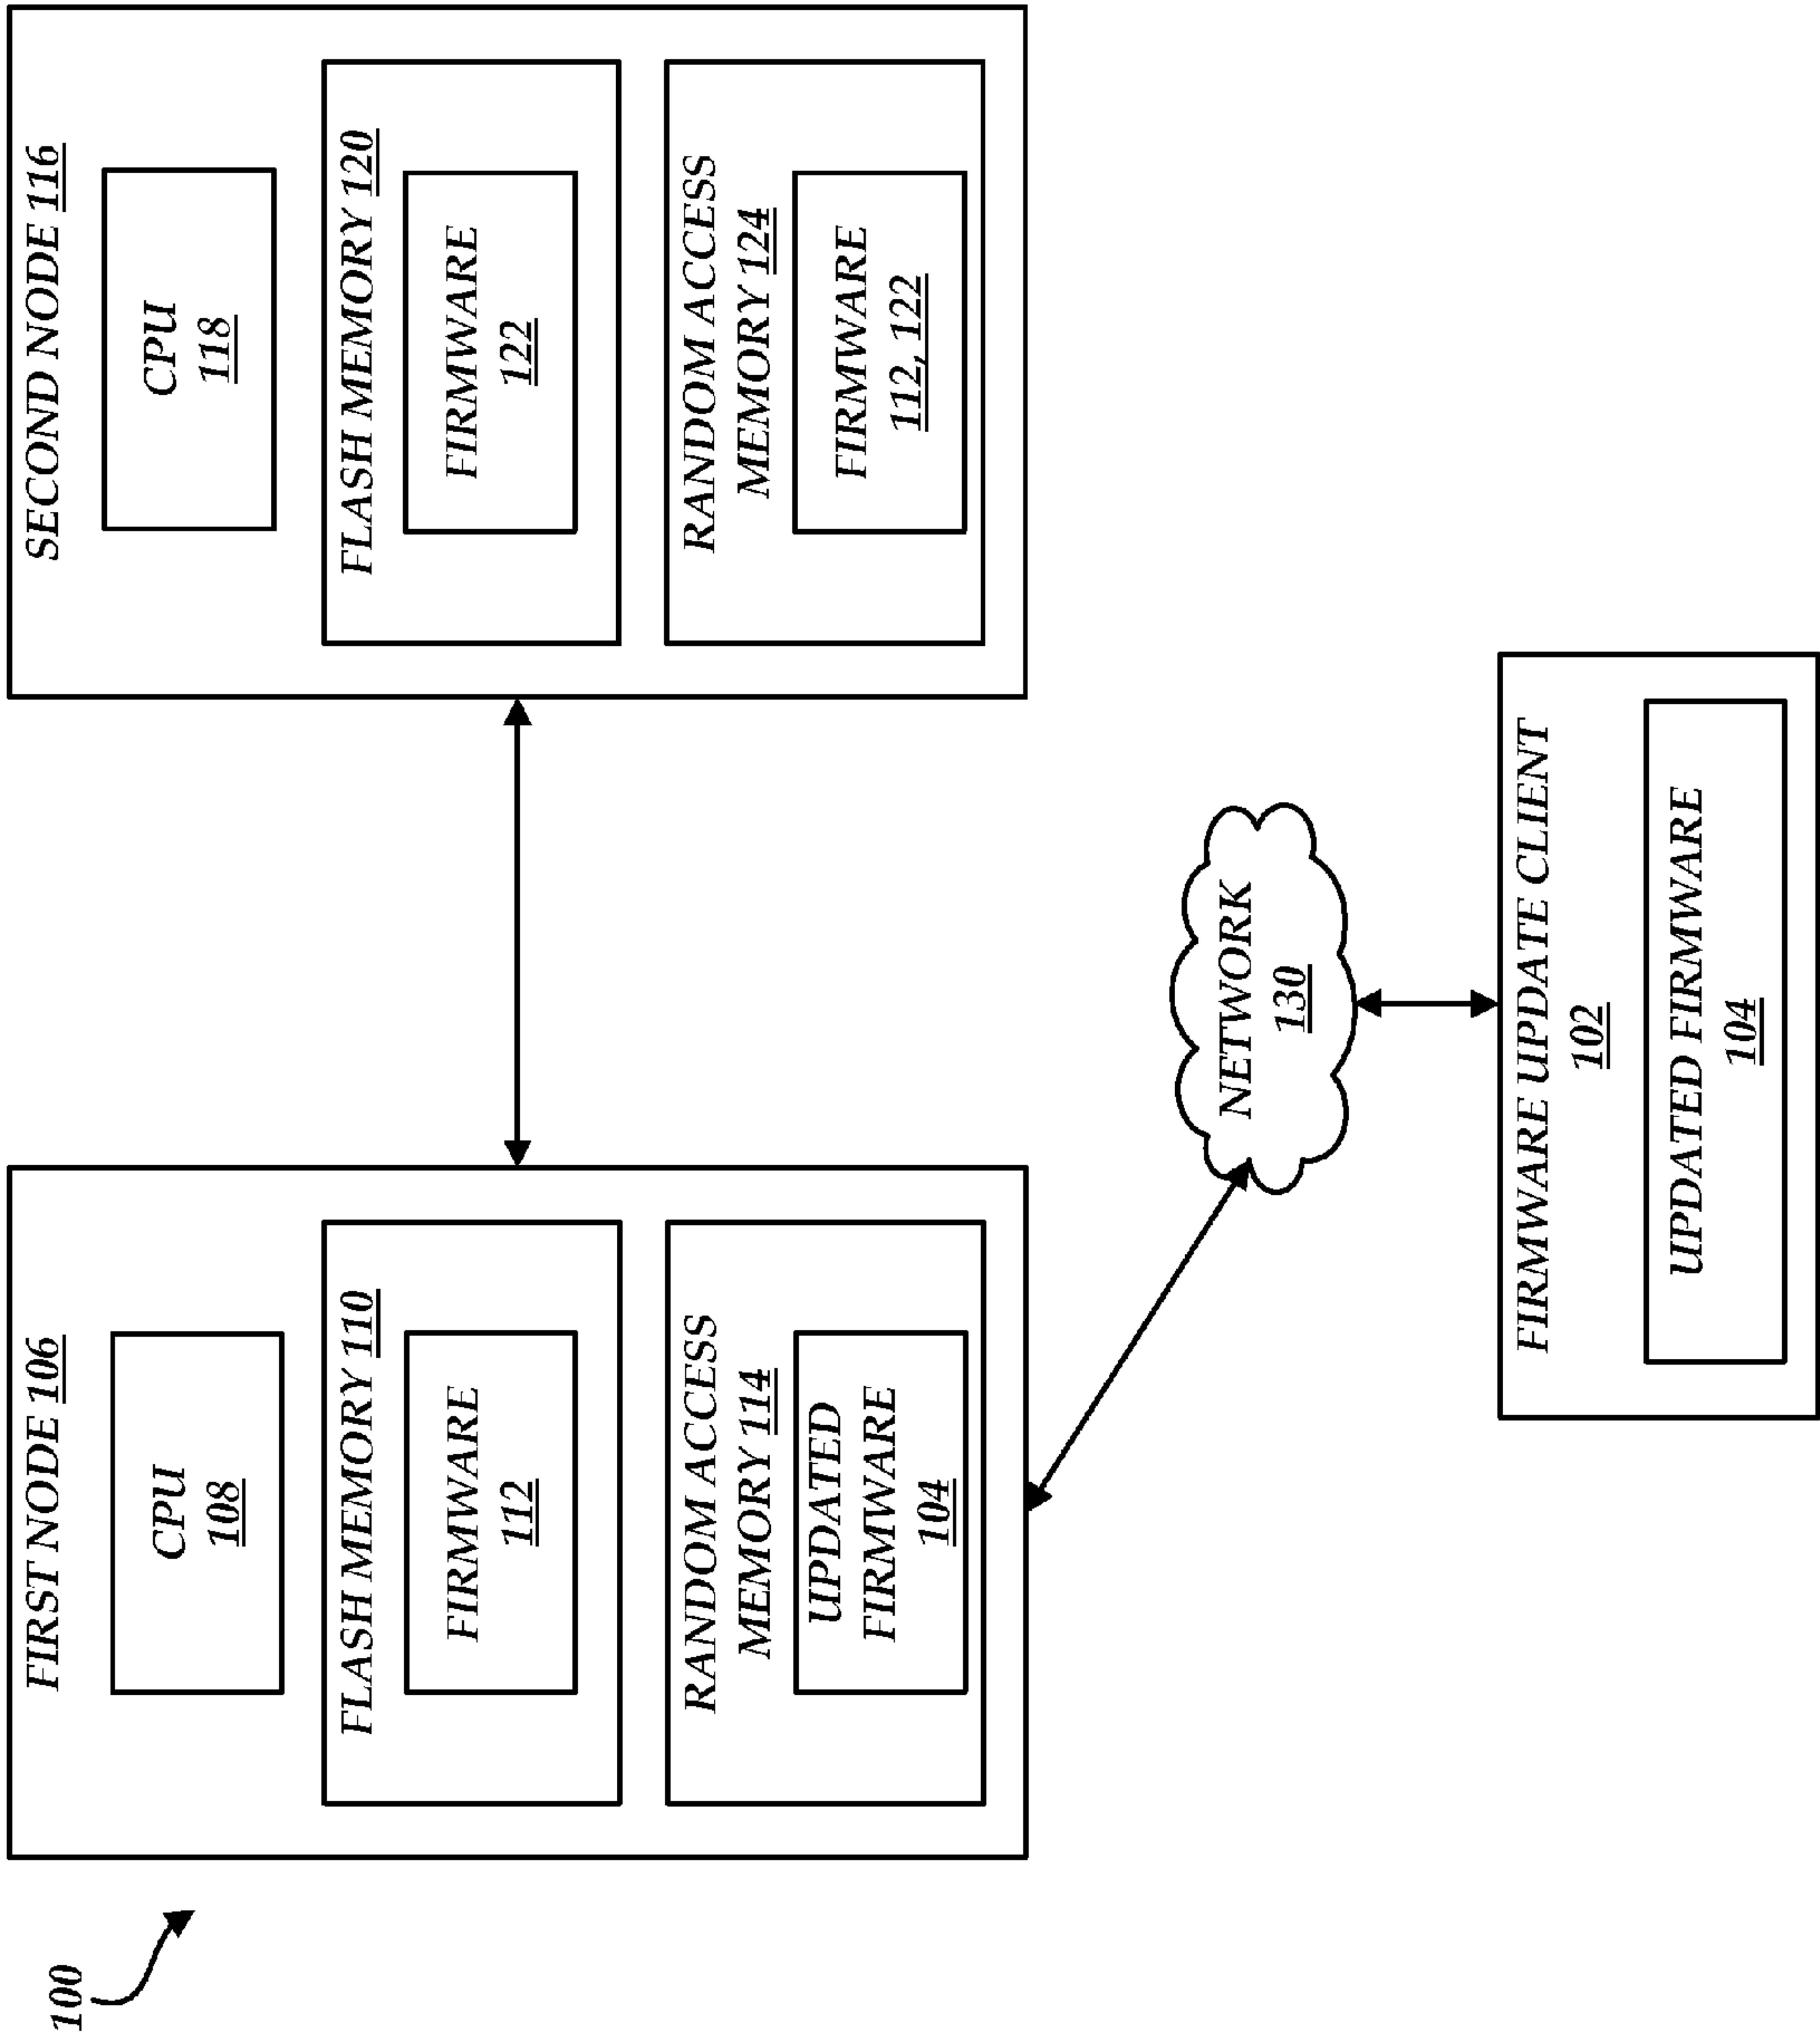 100
FIRST NODE 106
CPU
108
FLASH MEMORY 110
FIRMWARE
112
RANDOM ACCESS
MEMORY 114
UPDATED
FIRMWARE
104
SECOND NODE 116
CPU
118
FLASH MEMORY 120
FIRMWARE
122
RANDOM ACCESS
MEMORY 124
FIRMWARE
112, 122
NETWORK
130
FIRMWARE UPDATE CLIENT
102
UPDATED FIRMWARE
104